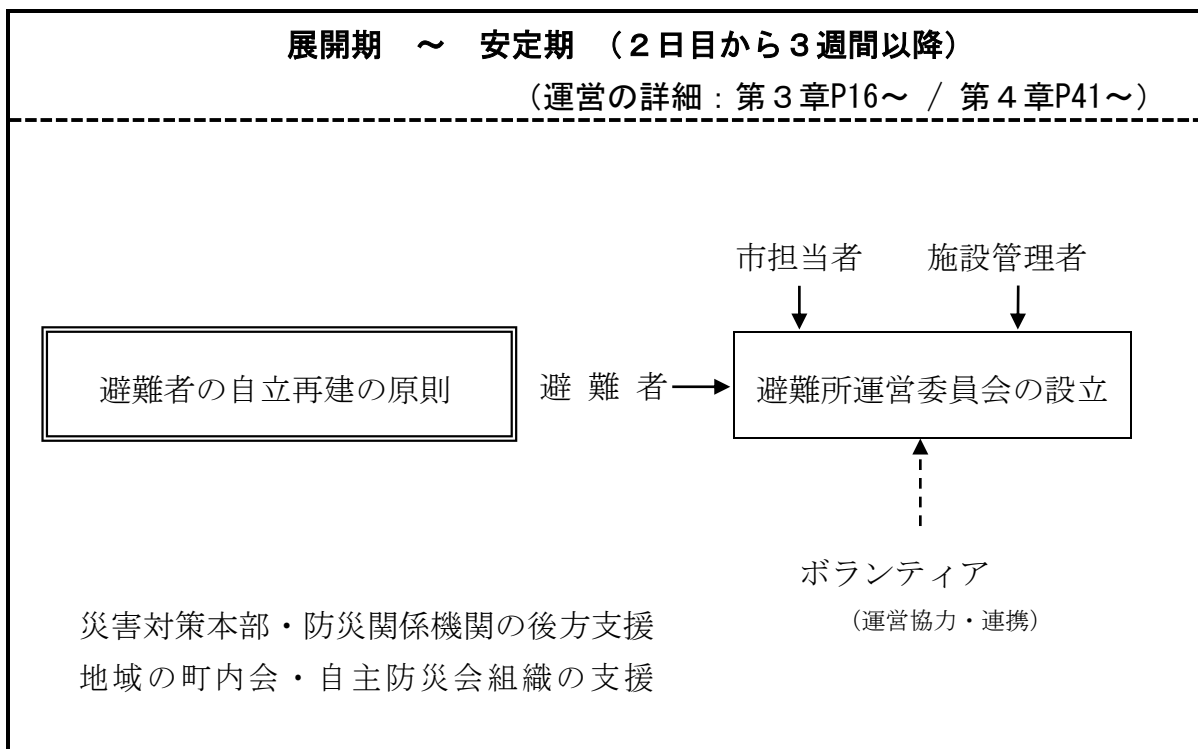 展開期　～　安定期　（２日目から３週間以降）
（運営の詳細：第３章P16～　/　第４章P41～）
市担当者　　施設管理者
避難者の自立再建の原則
避 難 者
避難所運営委員会の設立
ボランティア
（運営協力・連携）
災害対策本部・防災関係機関の後方支援
地域の町内会・自主防災会組織の支援